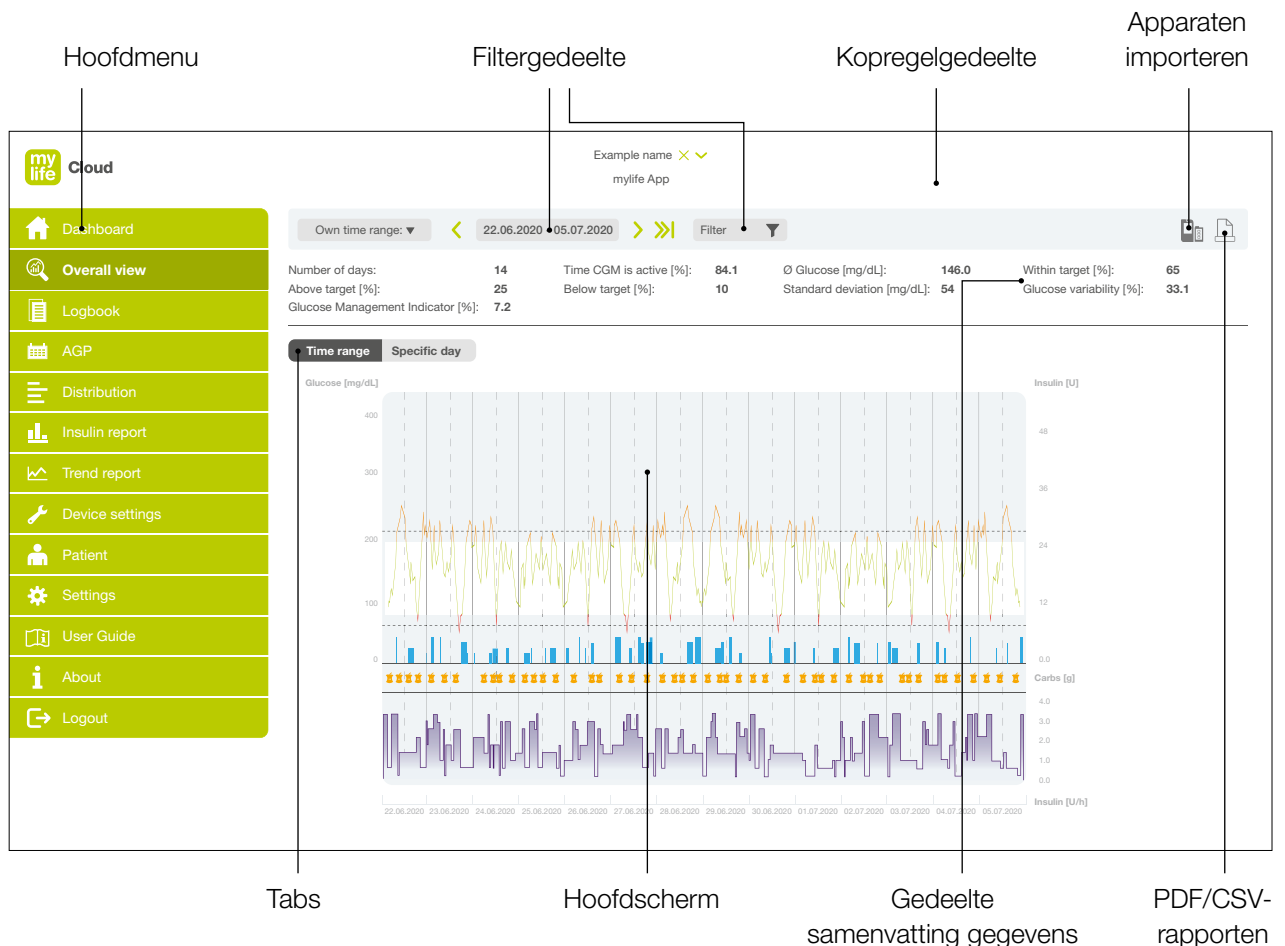 Apparaten
Hoofdmenu Filtergedeelte Kopregelgedeelte importeren
my
life Cloud
Example name
mylife App
Dashboard
Overall view
Logbook
AGP
Distribution
Insulin report
Trend report
Device settings
Patient
Settings
User Guide
About
Logout
Own time range: 22.06.2020 05.07.2020 Filter
Number of days: 14 Time CGM is active [%]: 84.1 Ø Glucose [mg/dL]: 146.0 Within target [%]: 65
Above target [%]: 25 Below target [%]: 10 Standard deviation [mg/dL]: 54 Glucose variability [%]: 33.1
Glucose Management Indicator [%]: 7.2
Time range Specific day
Glucose [mg/dL] Insulin [U]
400
48
300
36
200
24
100
12
0 0.0
Carbs [g]
4.0
3.0
2.0
1.0
0.0
Insulin [U/h]
22.06.2020 23.06.2020 24.06.2020 25.06.2020 26.06.2020 27.06.2020 28.06.2020 29.06.2020 30.06.2020 01.07.2020 02.07.2020 03.07.2020 04.07.2020 05.07.2020
Tabs Hoofdscherm Gedeelte PDF/CSV-
samenvatting gegevens rapporten